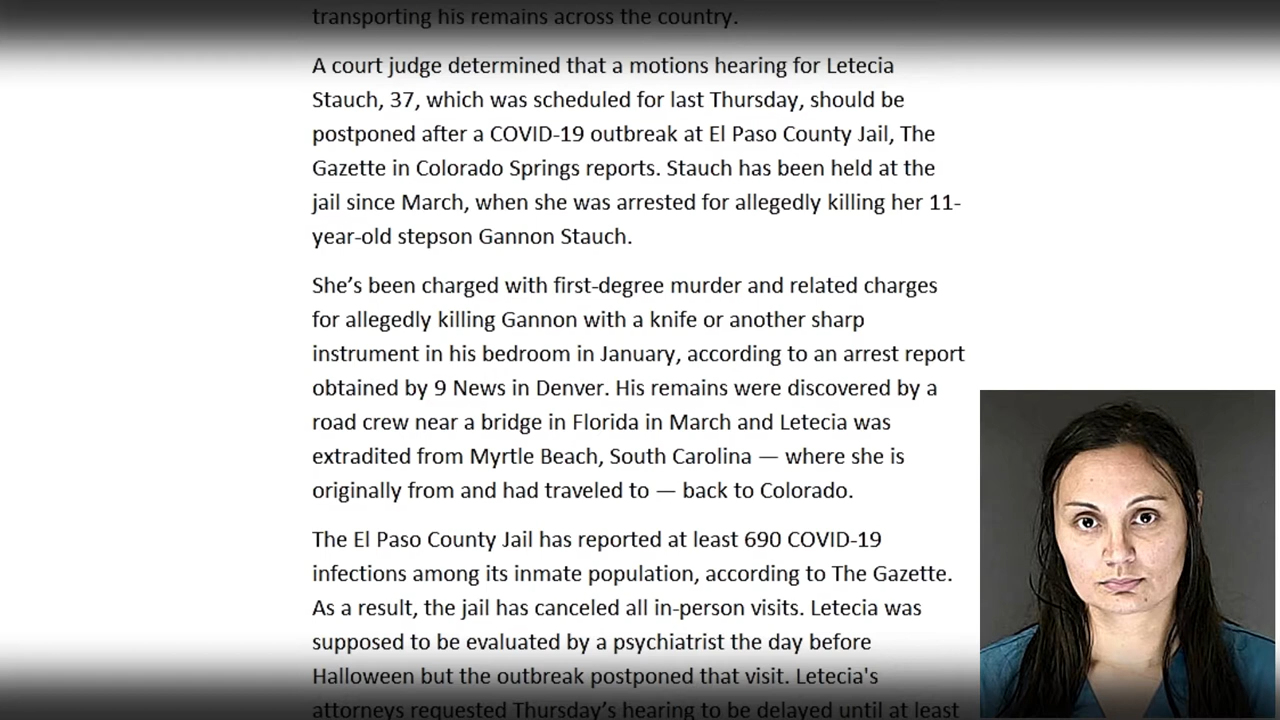 transporting his remains across the country.
A court judge determined that a motions hearing for Letecia
Stauch, 37, which was scheduled for last Thursday, should be
postponed after a COVID-19 outbreak at El Paso County Jail, The
Gazette in Colorado Springs reports. Stauch has been held at the
jail since March, when she was arrested for allegedly killing her 11-
year-old stepson Gannon Stauch.
She’s been charged with first-degree murder and related charges
for allegedly killing Gannon with a knife or another sharp
instrument in his bedroom in January, according to an arrest report
obtained by 9 News in Denver. His remains were discovered by a
road crew near a bridge in Florida in March and Letecia was
extradited from Myrtle Beach, South Carolina — where she is
originally from and had traveled to — back to Colorado.
The El Paso County Jail has reported at least 690 COVID-19
infections among its inmate population, according to The Gazette.
As a result, the jail has canceled all in-person visits. Letecia was
supposed to be evaluated by a psychiatrist the day before
Halloween but the outbreak postponed that visit. Letecia's
attorneys requested Thursday’s hearing to be delayed until at least